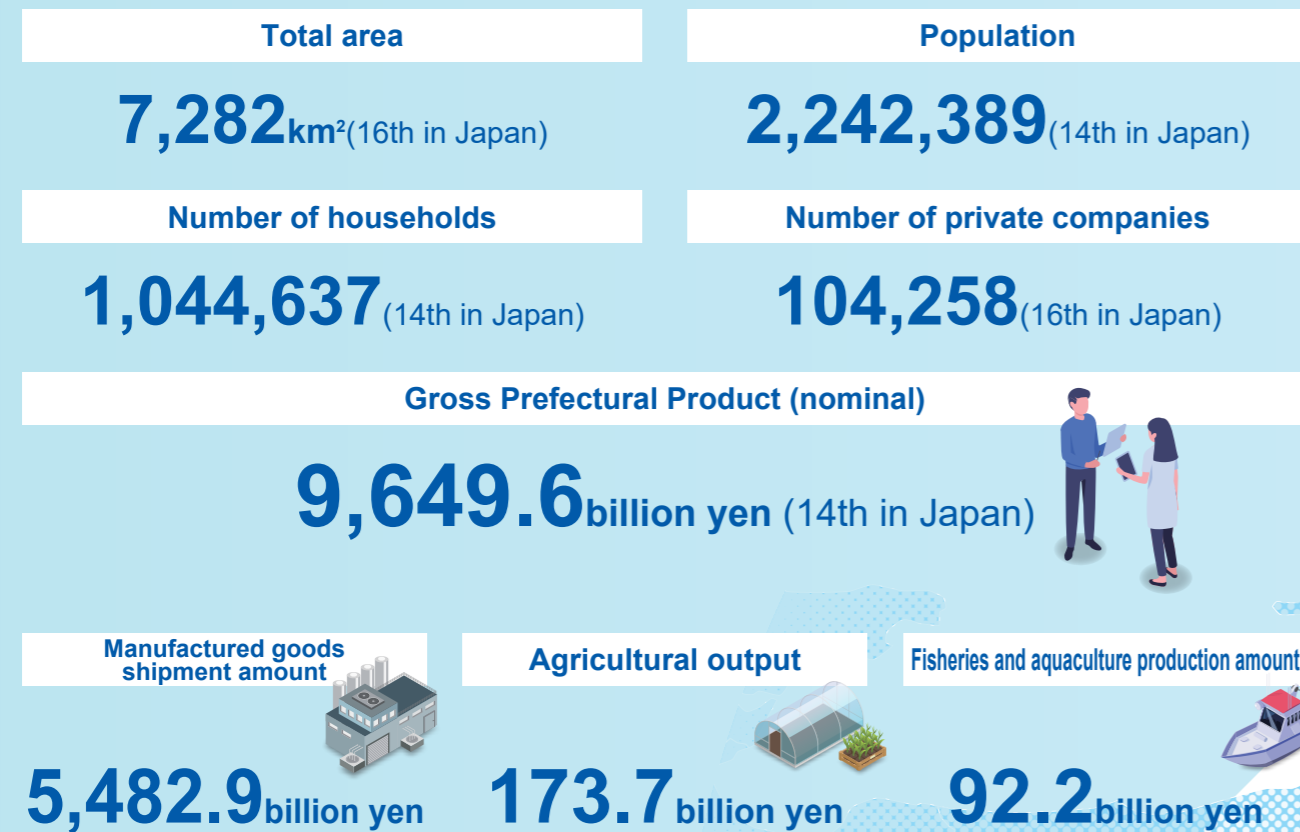 Total area
Population
7,282km²(16th in Japan)
2,242,389(14th in Japan)
Number of households
Number of private companies
1,044,637(14th in Japan)
104,258(16th in Japan)
Gross Prefectural Product (nominal)
9,649.6billion yen (14th in Japan)
Manufactured goods
shipment amount
Agricultural output
Fisheries and aquaculture production amount
5,482.9billion yen
173.7billion yen
92.2billion yen